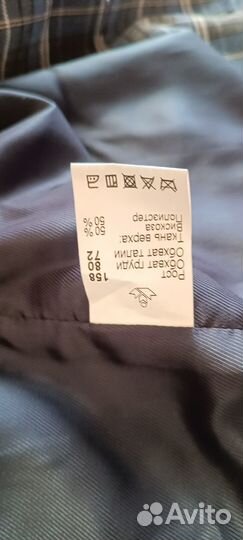 Рост 158
Обхват груди 80
Обхват талии 72
Ткань верха:
Вискоза 50 %
Полиэстер 50 %
Avito